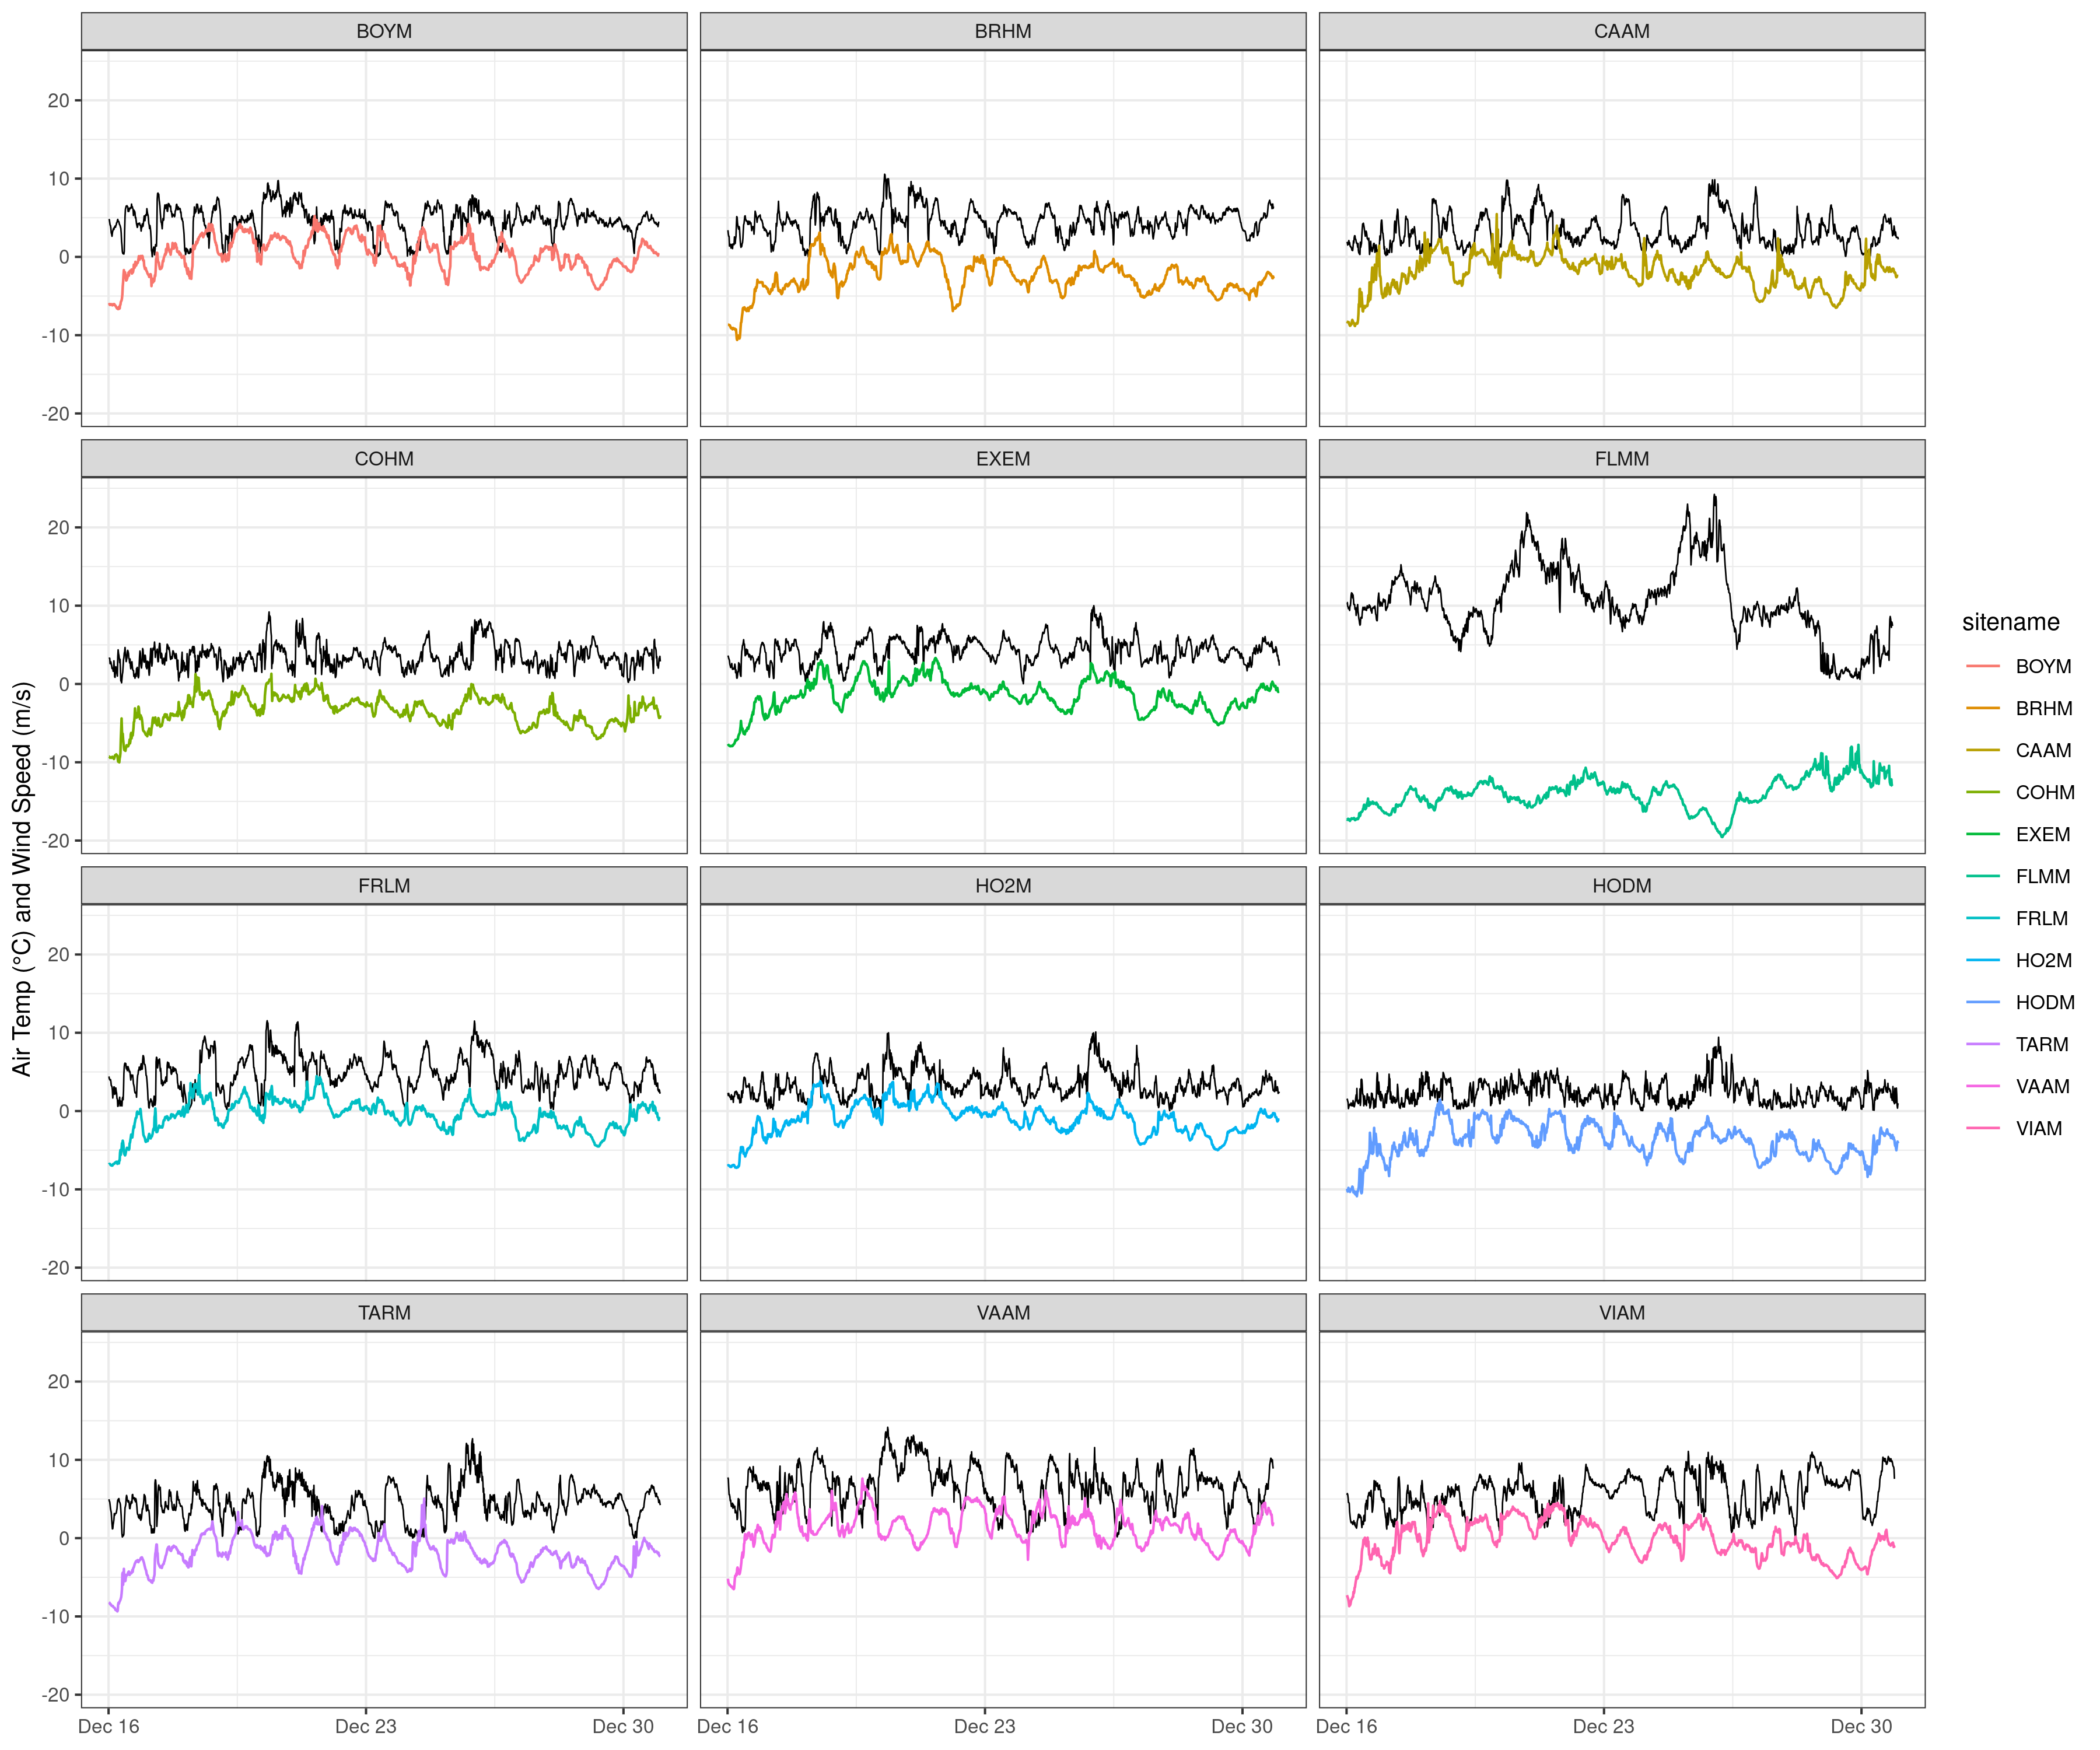 BOYM BRHM CAAM
20
10
0
-10
-20
COHM EXEM FLMM
20
10
0
-10
-20
FRLM HO2M HODM
20
10
0
-10
-20
TARM VAAM VIAM
20
10
0
-10
-20
Dec 16 Dec 23 Dec 30 Dec 16 Dec 23 Dec 30 Dec 16 Dec 23 Dec 30
Air Temp (°C) and Wind Speed (m/s)
sitename
BOYM
BRHM
CAAM
COHM
EXEM
FLMM
FRLM
HO2M
HODM
TARM
VAAM
VIAM